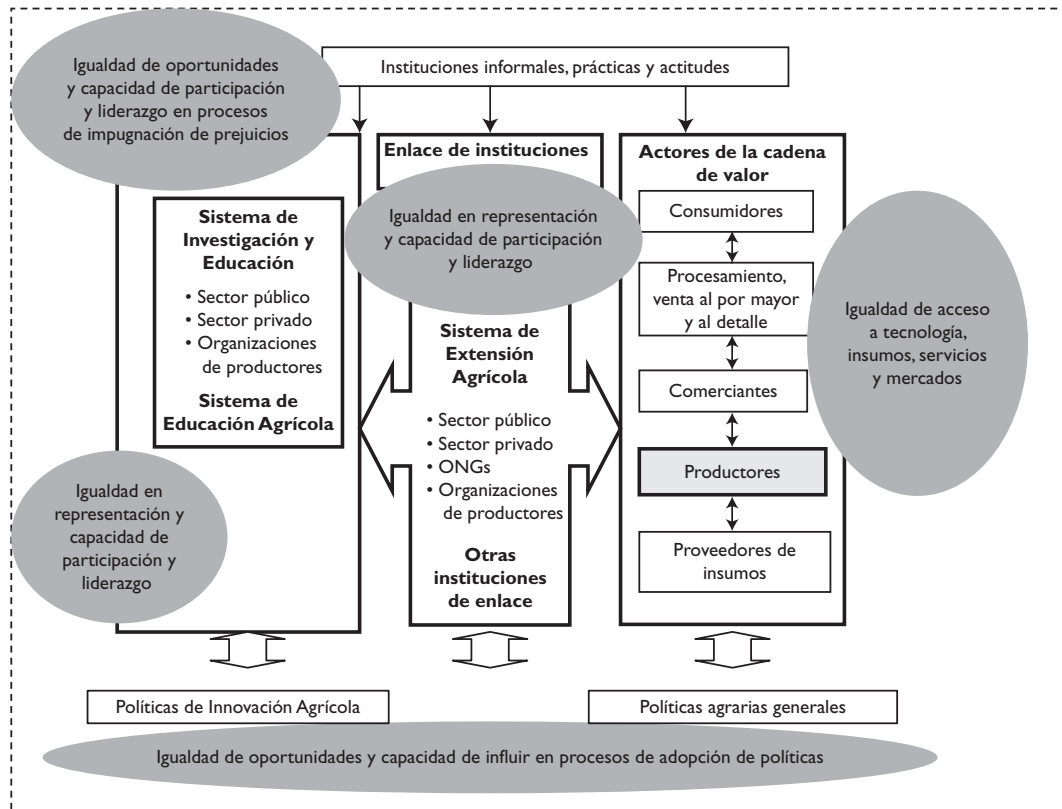 Igualdad de oportunidades
y capacidad de participación
y liderazgo en procesos
de impugnación de prejuicios
Instituciones informales, prácticas y actitudes
Sistema de
Investigación y
Educación
• Sector público
• Sector privado
• Organizaciones
de productores
Sistema de
Educación Agrícola
Igualdad en
representación y
capacidad de
participación y
liderazgo
Enlace de instituciones
Igualdad en representación
y capacidad de participación
y liderazgo
Sistema de
Extensión
Agrícola
• Sector público
• Sector privado
• ONGs
• Organizaciones
de productores
Otras
instituciones
de enlace
Actores de la cadena
de valor
Consumidores
Procesamiento,
venta al por mayor
y al detalle
Comerciantes
Productores
Proveedores de
insumos
Igualdad de acceso
a tecnología,
insumos, servicios
y mercados
Políticas de Innovación Agrícola
Políticas agrarias generales
Igualdad de oportunidades y capacidad de influir en procesos de adopción de políticas